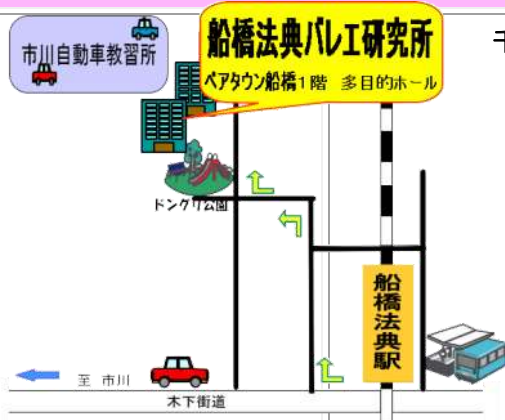 市川自動車教習所
船橋法典バレエ研究所
ペアタウン船橋1階 多目的ホール
千
ドングリ公園
船橋法典駅
至 市川
木下街道